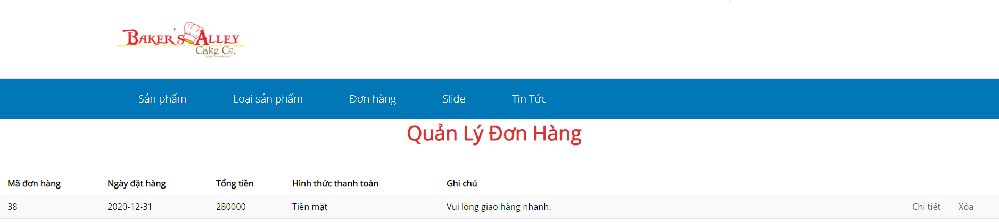 BAKER'S ALLEY
Cake Co.
Sản phẩm Loại sản phẩm Đơn hàng Slide Tin Tức
Quản Lý Đơn Hàng
Mã đơn hàng Ngày đặt hàng Tổng tiền Hình thức thanh toán Ghi chú
38 2020-12-31 280000 Tiền mặt Vui lòng giao hàng nhanh. Chi tiết Xóa